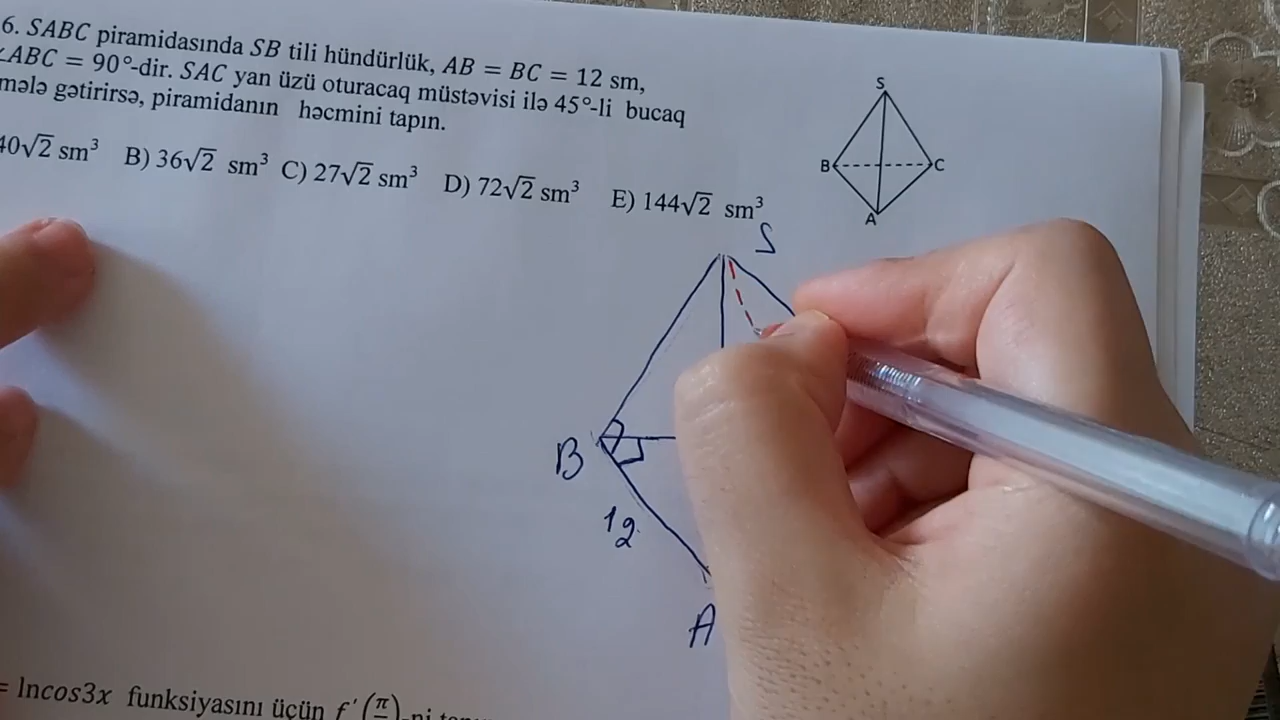 6. SABC piramidasında SB tili hündürlük, AB = BC = 12 sm,
∠ABC = 90°-dir. SAC yan üzü oturacaq müstəvisi ilə 45°-li bucaq
mələ gətirirsə, piramidanın həcmini tapın.
40√2 sm³ B) 36√2 sm³ C) 27√2 sm³ D) 72√2 sm³ E) 144√2 sm³
S
B
C
A
S
B
12
A
= lncos3x funksiyasını üçün f′(π